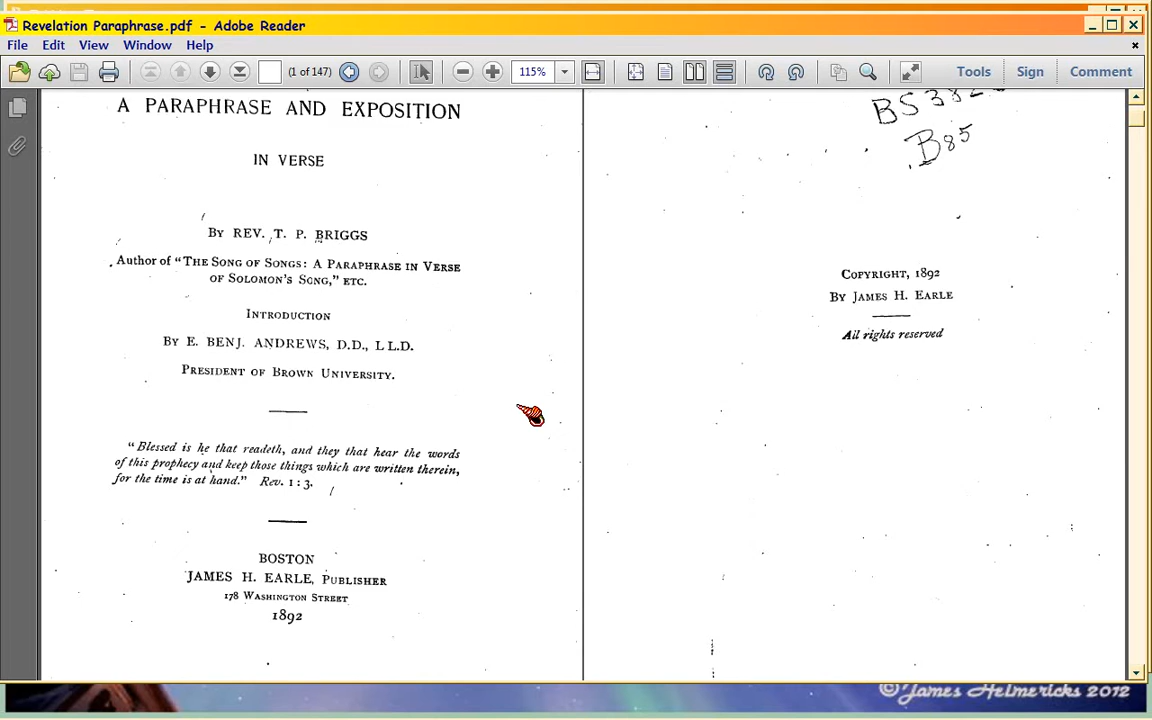 Revelation Paraphrase.pdf - Adobe Reader
File Edit View Window Help
(1 of 147) 115% Tools Sign Comment
A PARAPHRASE AND EXPOSITION
IN VERSE
By REV. T. P. BRIGGS
Author of “THE SONG OF SONGS: A PARAPHRASE IN VERSE
OF SOLOMON'S SONG,” ETC.
INTRODUCTION
BY E. BENJ. ANDREWS, D.D., LL.D.
PRESIDENT OF BROWN UNIVERSITY.
“Blessed is he that readeth, and they that hear the words
of this prophecy and keep those things which are written therein,
for the time is at hand.” Rev. 1:3.
BOSTON
JAMES H. EARLE, PUBLISHER
178 WASHINGTON STREET
1892
.B85
COPYRIGHT, 1892
BY JAMES H. EARLE
All rights reserved
©James Helmericks 2012